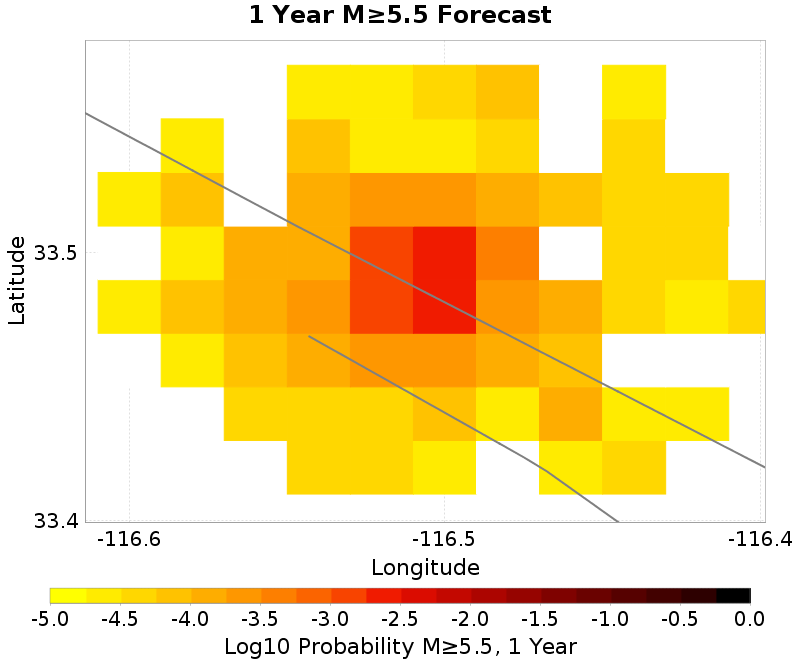 1 Year M≥5.5 Forecast
Latitude
33.5
33.4
-116.6 -116.5 -116.4
Longitude
-5.0 -4.5 -4.0 -3.5 -3.0 -2.5 -2.0 -1.5 -1.0 -0.5 0.0
Log10 Probability M≥5.5, 1 Year